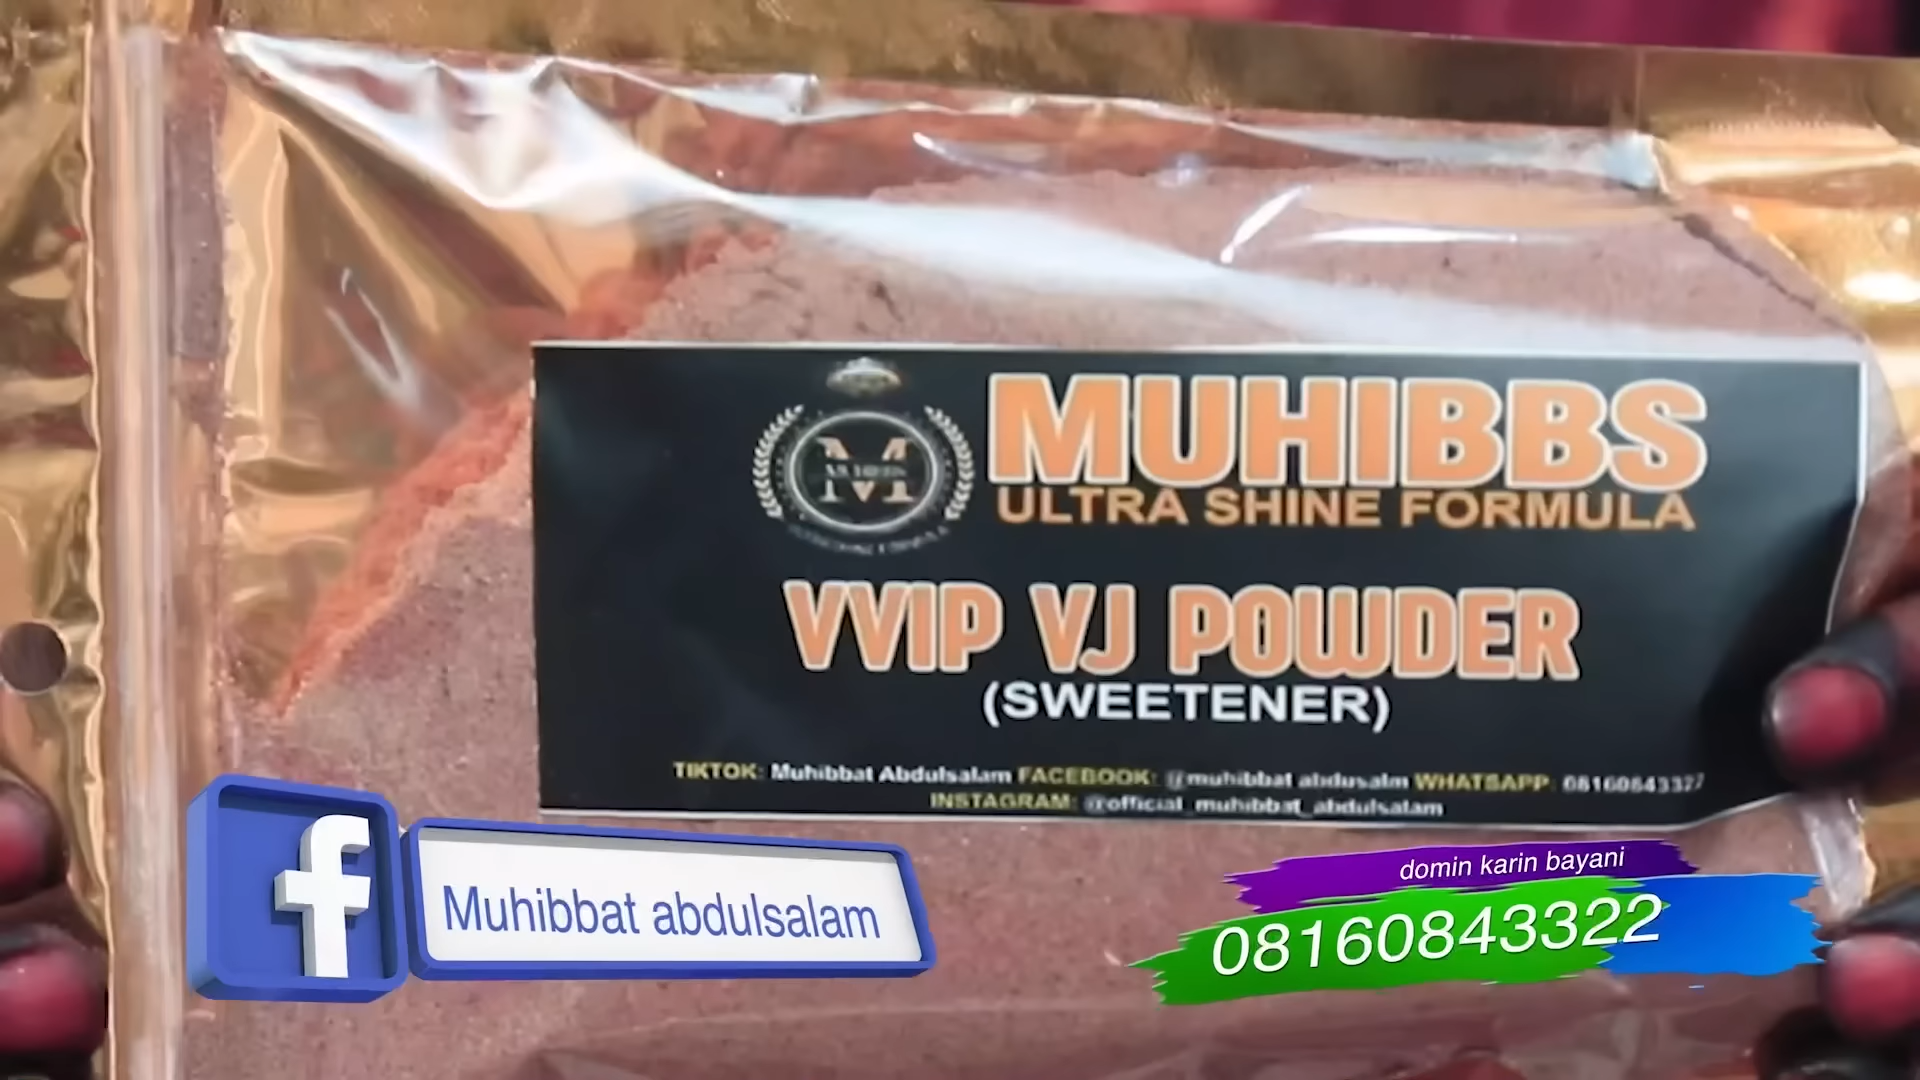 MUHIBBS
ULTRA SHINE FORMULA
M
VVIP VJ POWDER
(SWEETENER)
TIKTOK: Muhibbat Abdulsalam FACEBOOK: @muhibbat abdusalm WHATSAPP: 08160843322
INSTAGRAM: @official_muhibbat_abdulsalam
f
Muhibbat abdulsalam
domin karin bayani
08160843322